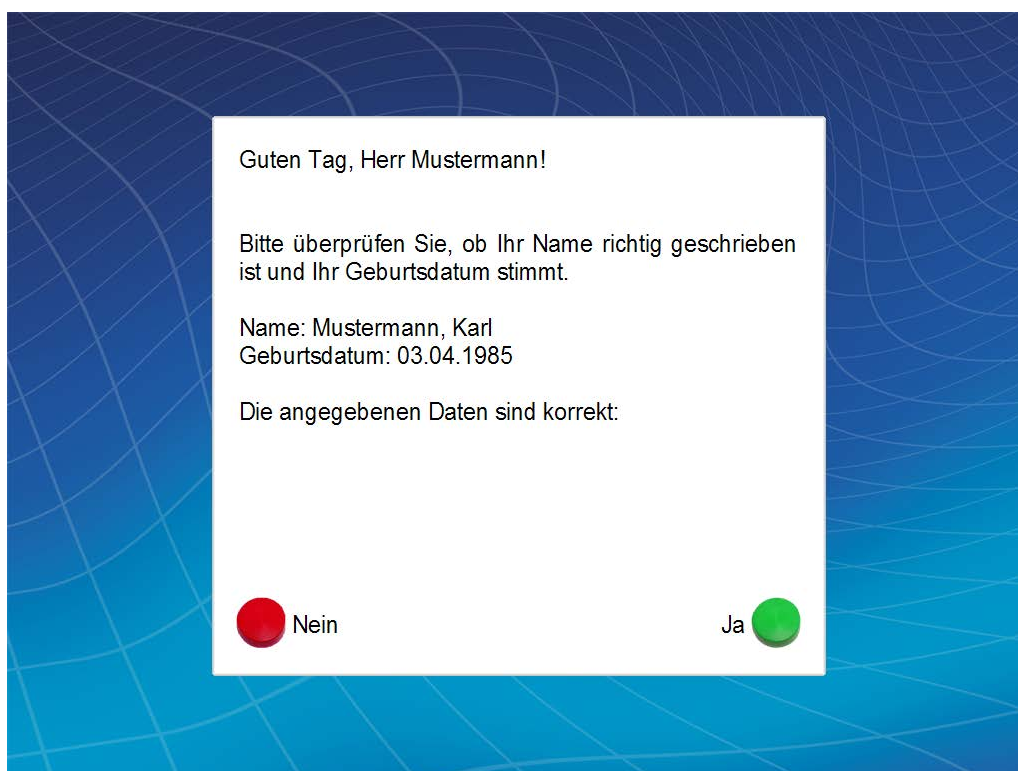 Guten Tag, Herr Mustermann!
Bitte überprüfen Sie, ob Ihr Name richtig geschrieben
ist und Ihr Geburtsdatum stimmt.
Name: Mustermann, Karl
Geburtsdatum: 03.04.1985
Die angegebenen Daten sind korrekt:
Nein
Ja